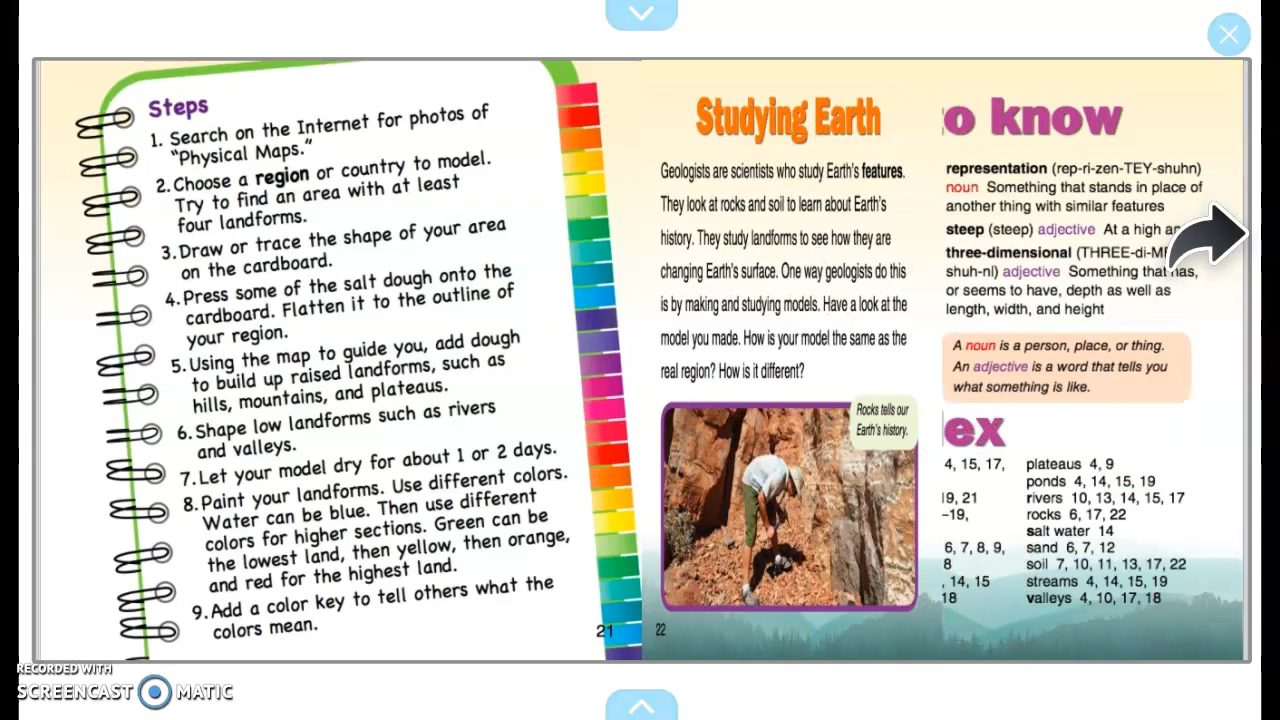 Steps
1. Search on the Internet for photos of
"Physical Maps."
2. Choose a region or country to model.
Try to find an area with at least
four landforms.
3. Draw or trace the shape of your area
on the cardboard.
4. Press some of the salt dough onto the
cardboard. Flatten it to the outline of
your region.
5. Using the map to guide you, add dough
to build up raised landforms, such as
hills, mountains, and plateaus.
6. Shape low landforms such as rivers
and valleys.
7. Let your model dry for about 1 or 2 days.
8. Paint your landforms. Use different colors.
Water can be blue. Then use different
colors for higher sections. Green can be
the lowest land, then yellow, then orange,
and red for the highest land.
9. Add a color key to tell others what the
colors mean.
21
Studying Earth
Geologists are scientists who study Earth's features.
They look at rocks and soil to learn about Earth's
history. They study landforms to see how they are
changing Earth's surface. One way geologists do this
is by making and studying models. Have a look at the
model you made. How is your model the same as the
real region? How is it different?
Rocks tells our
Earth's history.
22
o know
representation (rep-ri-zen-TEY-shuhn)
noun Something that stands in place of
another thing with similar features
steep (steep) adjective At a high
three-dimensional (THREE-di-
shuh-nl) adjective Something that has,
or seems to have, depth as well as
length, width, and height
A noun is a person, place, or thing.
An adjective is a word that tells you
what something is like.
ex
4, 15, 17,
19, 21
–19,
6, 7, 8, 9,
8
, 14, 15
18
plateaus 4, 9
ponds 4, 14, 15, 19
rivers 10, 13, 14, 15, 17
rocks 6, 17, 22
salt water 14
sand 6, 7, 12
soil 7, 10, 11, 13, 17, 22
streams 4, 14, 15, 19
valleys 4, 10, 17, 18
RECORDED WITH
SCREENCAST MATIC